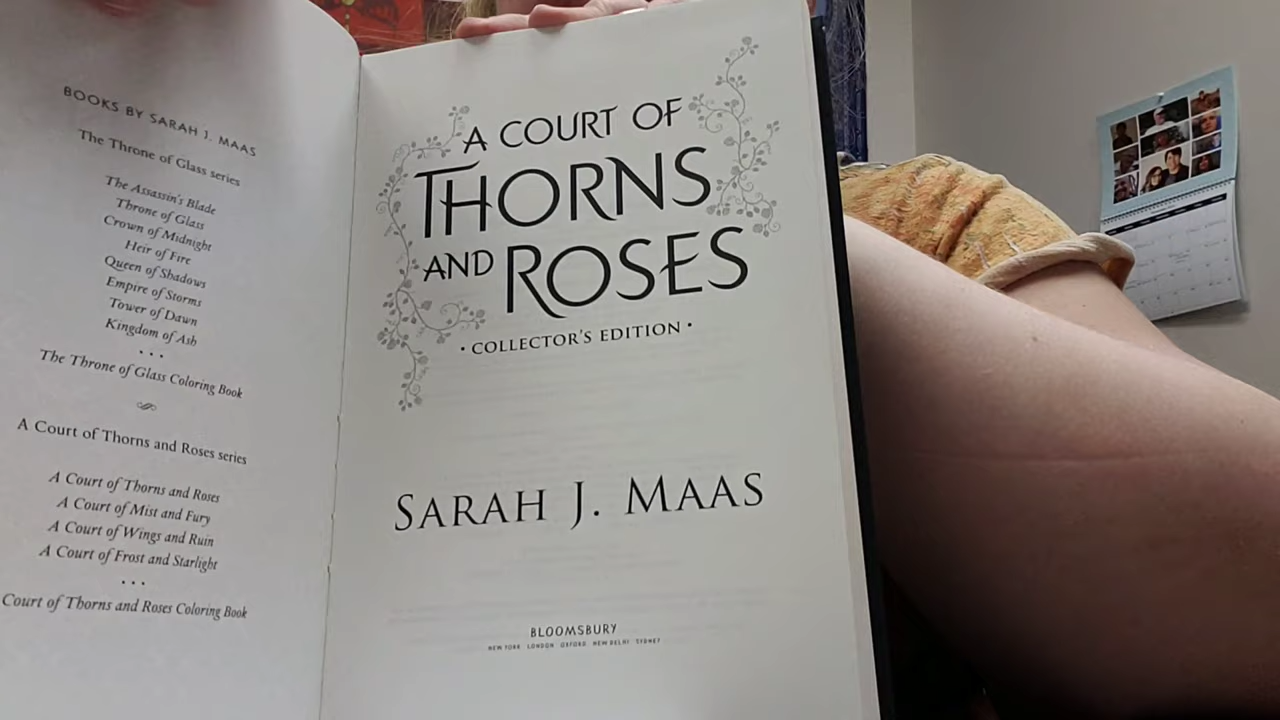 BOOKS BY SARAH J. MAAS
The Throne of Glass series
The Assassin's Blade
Throne of Glass
Crown of Midnight
Heir of Fire
Queen of Shadows
Empire of Storms
Tower of Dawn
Kingdom of Ash
• • •
The Throne of Glass Coloring Book
A Court of Thorns and Roses series
A Court of Thorns and Roses
A Court of Mist and Fury
A Court of Wings and Ruin
A Court of Frost and Starlight
• • •
Court of Thorns and Roses Coloring Book
A COURT OF
THORNS
AND ROSES
• COLLECTOR'S EDITION •
SARAH J. MAAS
BLOOMSBURY
NEW YORK LONDON OXFORD NEW DELHI SYDNEY